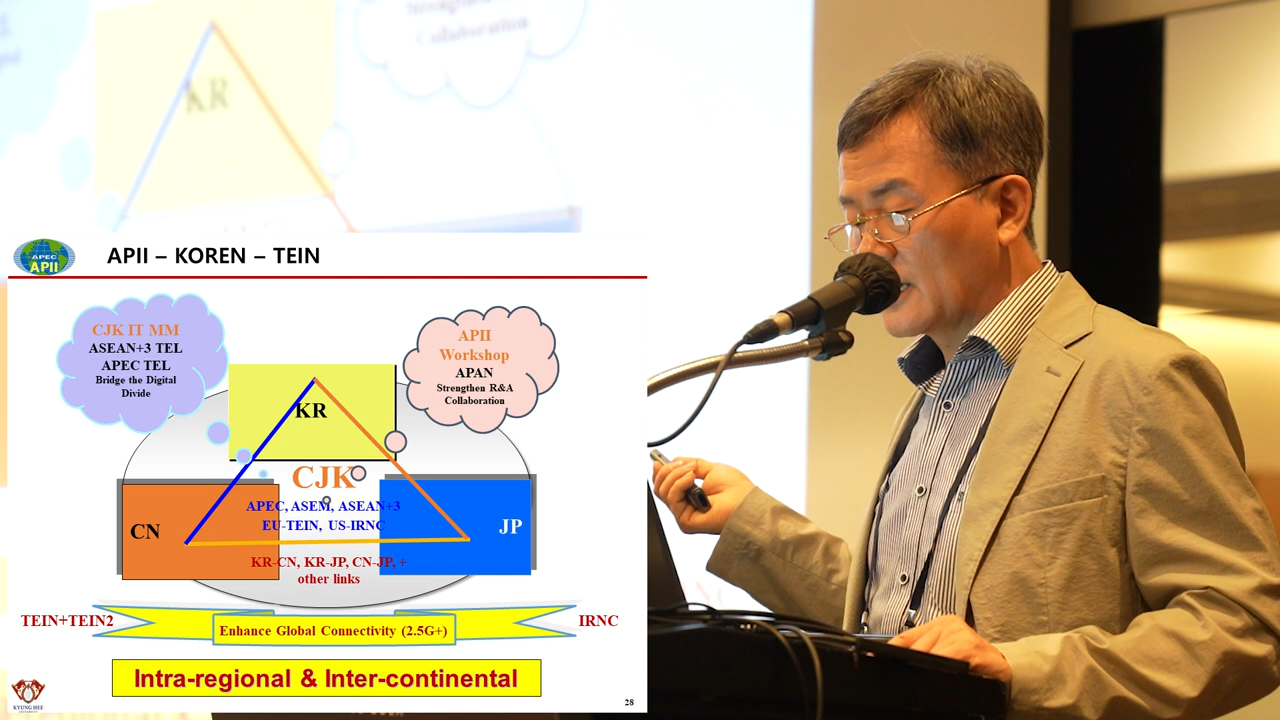 Collaboration
KR
APEC
APII
APII – KOREN – TEIN
CJK IT MM
ASEAN+3 TEL
APEC TEL
Bridge the Digital
Divide
APII
Workshop
APAN
Strengthen R&A
Collaboration
KR
CJK
APEC, ASEM, ASEAN+3
EU-TEIN, US-IRNC
CN
JP
KR-CN, KR-JP, CN-JP, +
other links
TEIN+TEIN2
IRNC
Enhance Global Connectivity (2.5G+)
Intra-regional & Inter-continental
KYUNG HEE
UNIVERSITY
28